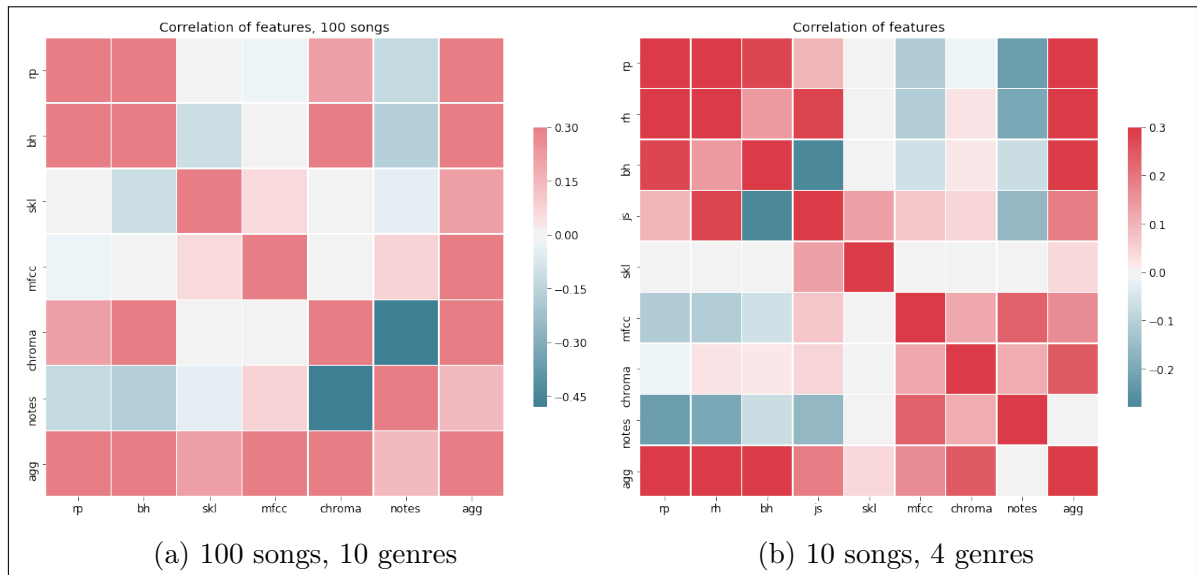 Correlation of features, 100 songs
rp
bh
skl
mfcc
chroma
notes
agg
rp bh skl mfcc chroma notes agg
0.30
0.15
0.00
−0.15
−0.30
−0.45
(a) 100 songs, 10 genres
Correlation of features
rp
rh
bh
js
skl
mfcc
chroma
notes
agg
rp rh bh js skl mfcc chroma notes agg
0.3
0.2
0.1
0.0
−0.1
−0.2
(b) 10 songs, 4 genres